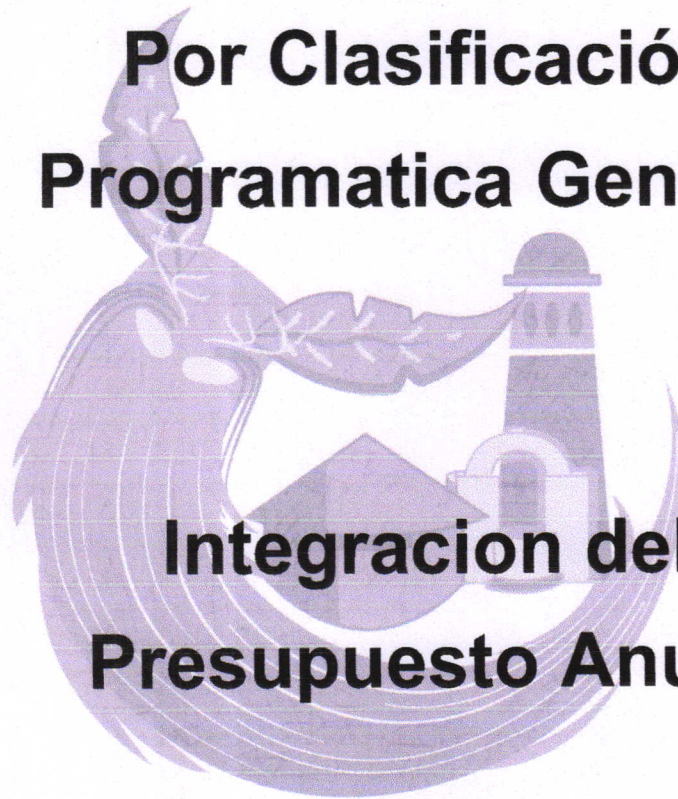 Por Clasificació
Programatica Gen
Integracion del
Presupuesto Anu